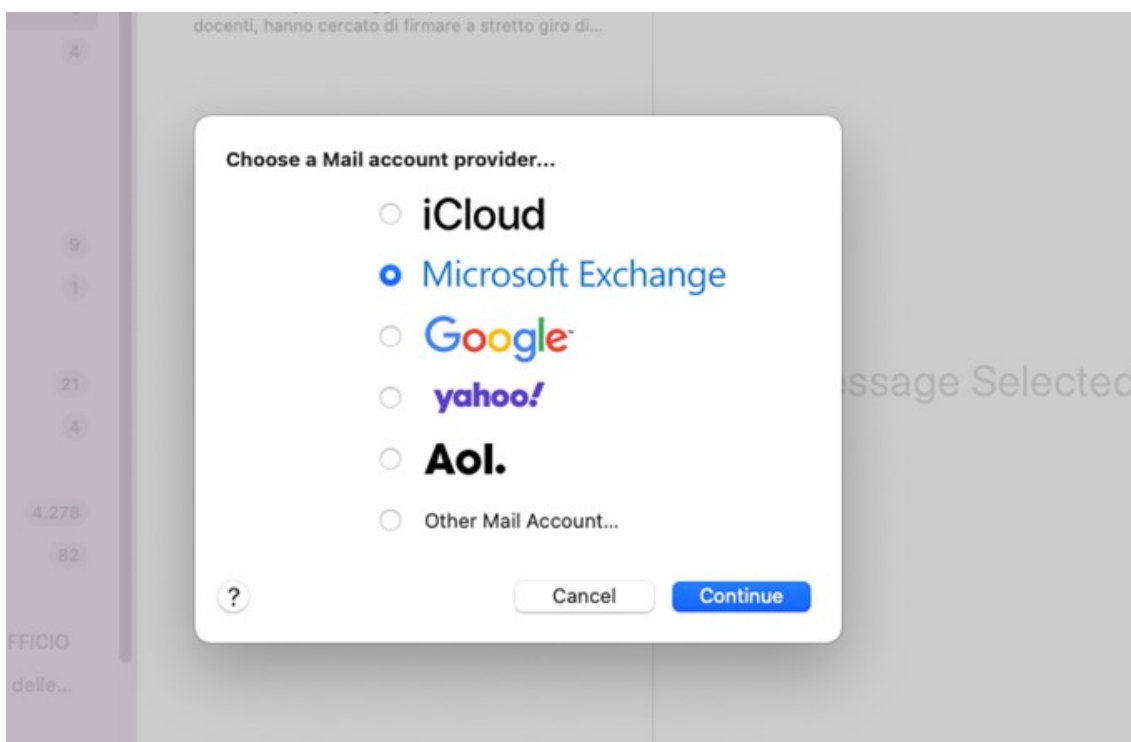 docenti, hanno cercato di firmare a stretto giro di...
4
9
1
21
4
4.278
82
FFICIO
delle...
Choose a Mail account provider...
iCloud
Microsoft Exchange
Google
yahoo!
Aol.
Other Mail Account...
?
Cancel
Continue
ssage Selected